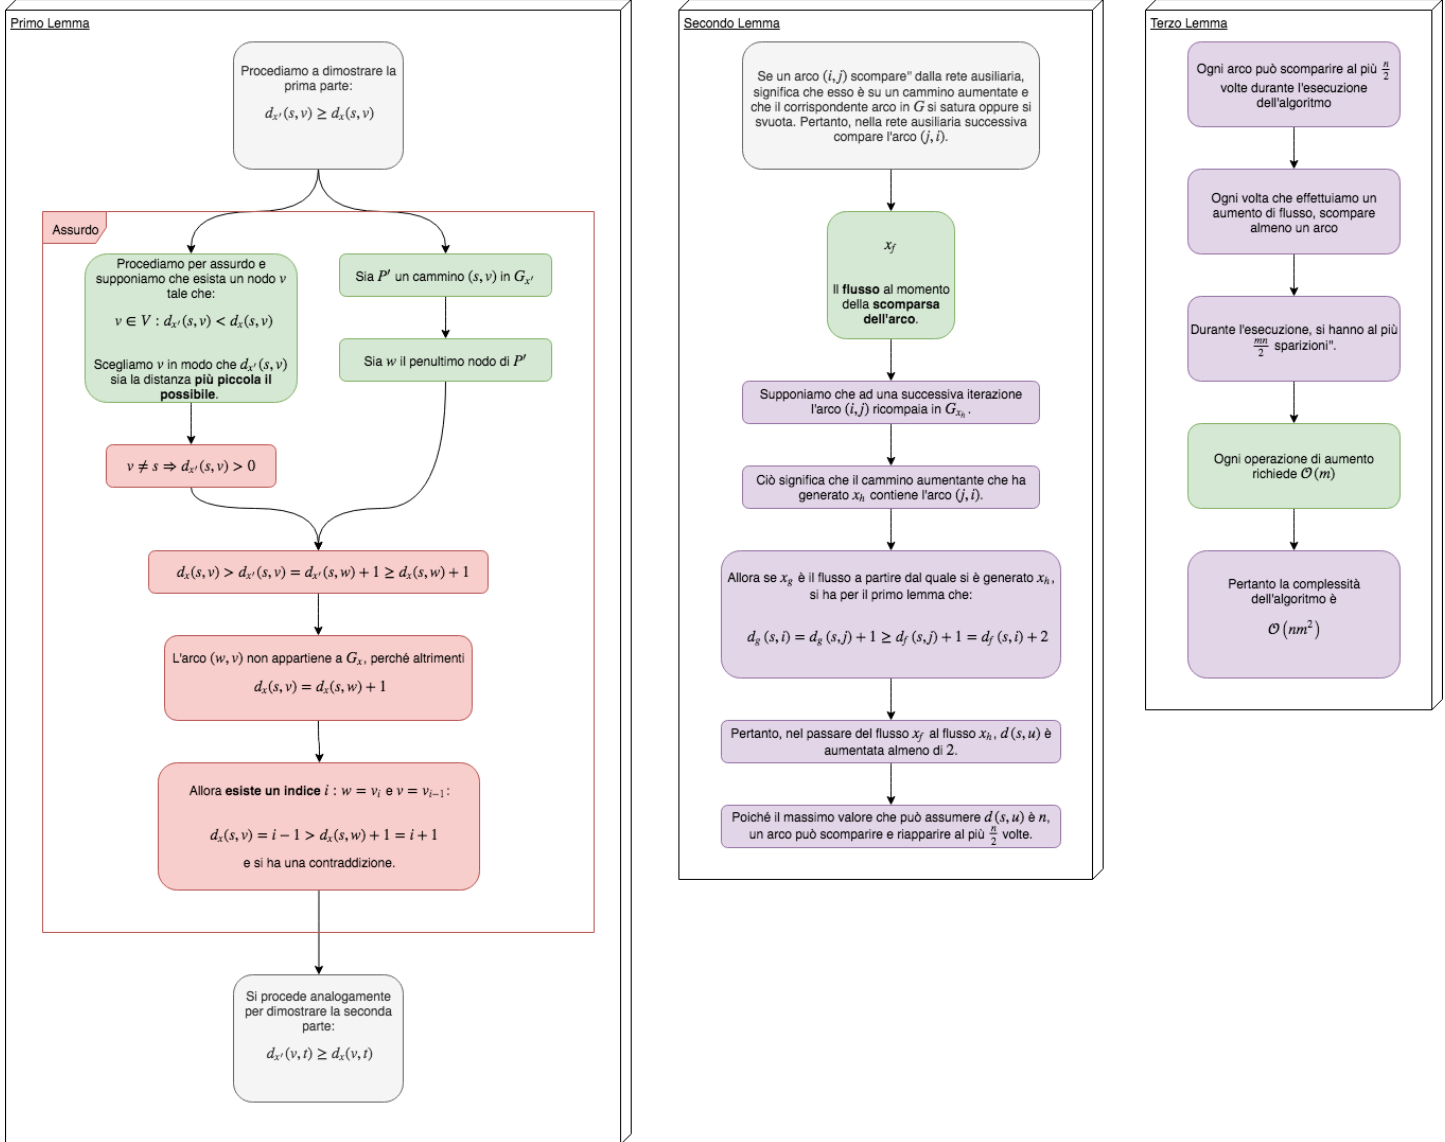 Primo Lemma
Procediamo a dimostrare la
prima parte:
d_{x′}(s, v) ≥ d_x(s, v)
Assurdo
Procediamo per assurdo e
supponiamo che esista un nodo v
tale che:
v ∈ V : d_{x′}(s, v) < d_x(s, v)
Scegliamo v in modo che d_{x′}(s, v)
sia la distanza più piccola il
possibile.
Sia P′ un cammino (s, v) in G_{x′}
Sia w il penultimo nodo di P′
v ≠ s ⇒ d_{x′}(s, v) > 0
d_x(s, v) > d_{x′}(s, v) = d_{x′}(s, w) + 1 ≥ d_x(s, w) + 1
L'arco (w, v) non appartiene a G_x, perché altrimenti
d_x(s, v) = d_x(s, w) + 1
Allora esiste un indice i : w = v_i e v = v_{i−1}:
d_x(s, v) = i − 1 > d_x(s, w) + 1 = i + 1
e si ha una contraddizione.
Si procede analogamente
per dimostrare la seconda
parte:
d_{x′}(v, t) ≥ d_x(v, t)
Secondo Lemma
Se un arco (i, j) scompare" dalla rete ausiliaria,
significa che esso è su un cammino aumentate e
che il corrispondente arco in G si satura oppure si
svuota. Pertanto, nella rete ausiliaria successiva
compare l'arco (j, i).
x_f
Il flusso al momento
della scomparsa
dell'arco.
Supponiamo che ad una successiva iterazione
l'arco (i, j) ricompaia in G_{x_h}.
Ciò significa che il cammino aumentante che ha
generato x_h contiene l'arco (j, i).
Allora se x_g è il flusso a partire dal quale si è generato x_h,
si ha per il primo lemma che:
d_g (s, i) = d_g (s, j) + 1 ≥ d_f (s, j) + 1 = d_f (s, i) + 2
Pertanto, nel passare del flusso x_f al flusso x_h, d (s, u) è
aumentata almeno di 2.
Poiché il massimo valore che può assumere d (s, u) è n,
un arco può scomparire e riapparire al più n/2 volte.
Terzo Lemma
Ogni arco può scomparire al più n/2
volte durante l'esecuzione
dell'algoritmo
Ogni volta che effettuiamo un
aumento di flusso, scompare
almeno un arco
Durante l'esecuzione, si hanno al più
mn/2 sparizioni".
Ogni operazione di aumento
richiede 𝒪(m)
Pertanto la complessità
dell'algoritmo è
𝒪(nm²)